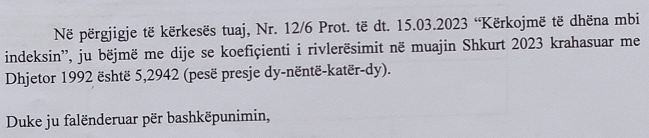 Në përgjigje të kërkesës tuaj, Nr. 12/6 Prot. të dt. 15.03.2023 “Kërkojmë të dhëna mbi
indeksin”, ju bëjmë me dije se koefiçienti i rivlerësimit në muajin Shkurt 2023 krahasuar me
Dhjetor 1992 është 5,2942 (pesë presje dy-nëntë-katër-dy).
Duke ju falënderuar për bashkëpunimin,